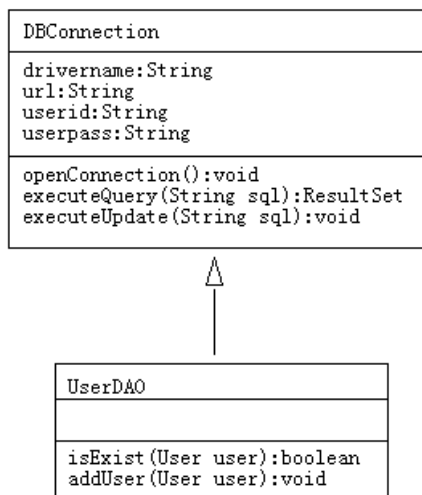 DBConnection
drivername:String
url:String
userid:String
userpass:String
openConnection():void
executeQuery(String sql):ResultSet
executeUpdate(String sql):void
UserDAO
isExist(User user):boolean
addUser(User user):void